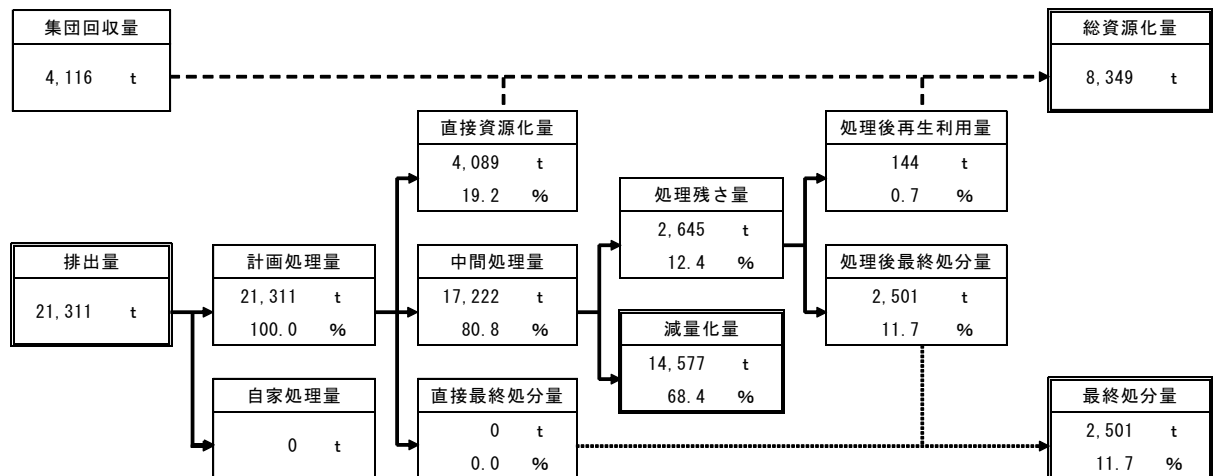 集団回収量
4,116 t
総資源化量
8,349 t
直接資源化量
4,089 t
19.2 %
処理後再生利用量
144 t
0.7 %
処理残さ量
2,645 t
12.4 %
排出量
21,311 t
計画処理量
21,311 t
100.0 %
中間処理量
17,222 t
80.8 %
処理後最終処分量
2,501 t
11.7 %
減量化量
14,577 t
68.4 %
自家処理量
0 t
直接最終処分量
0 t
0.0 %
最終処分量
2,501 t
11.7 %